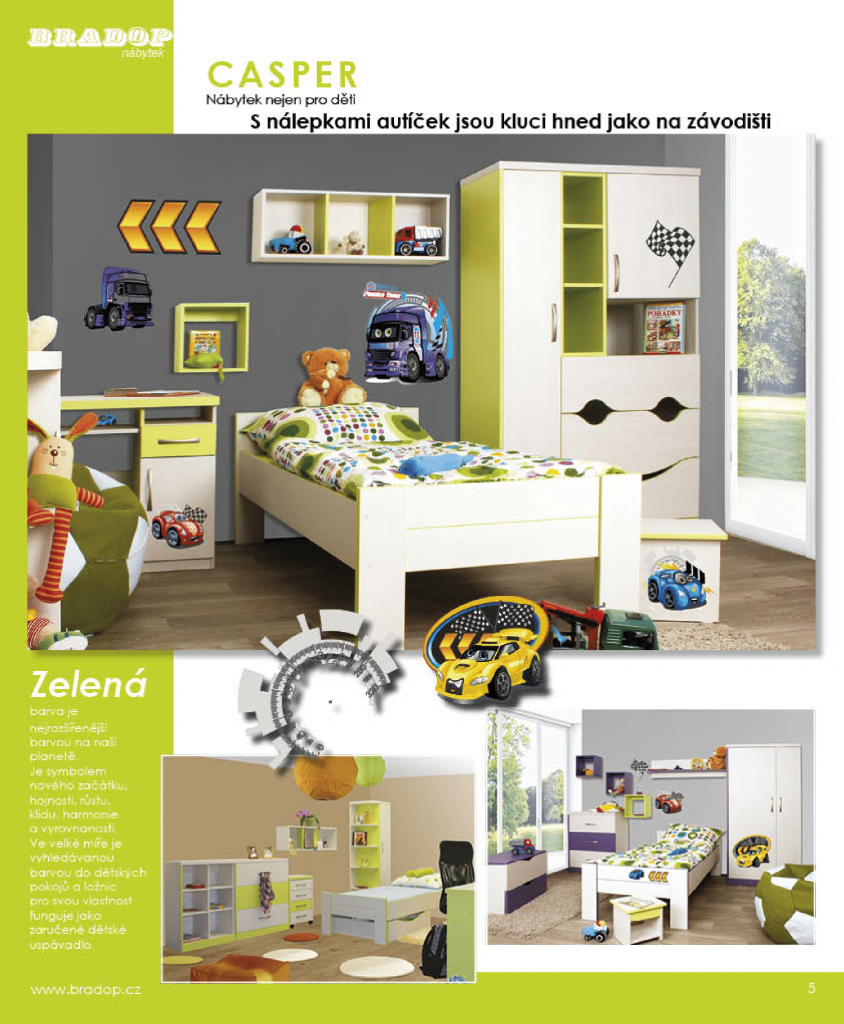 BRADOP
nábytek
CASPER
Nábytek nejen pro děti
S nálepkami autíček jsou kluci hned jako na závodišti
POHÁDKY
Zelená
barva je
nejrozšířenější
barvou na naší
planetě.
Je symbolem
nového začátku,
hojnosti, růstu,
klidu, harmonie
a vyrovnanosti.
Ve velké míře je
vyhledávanou
barvou do dětských
pokojů a ložnic
pro svou vlastnost
funguje jako
zaručené dětské
uspávadlo.
www.bradop.cz
5